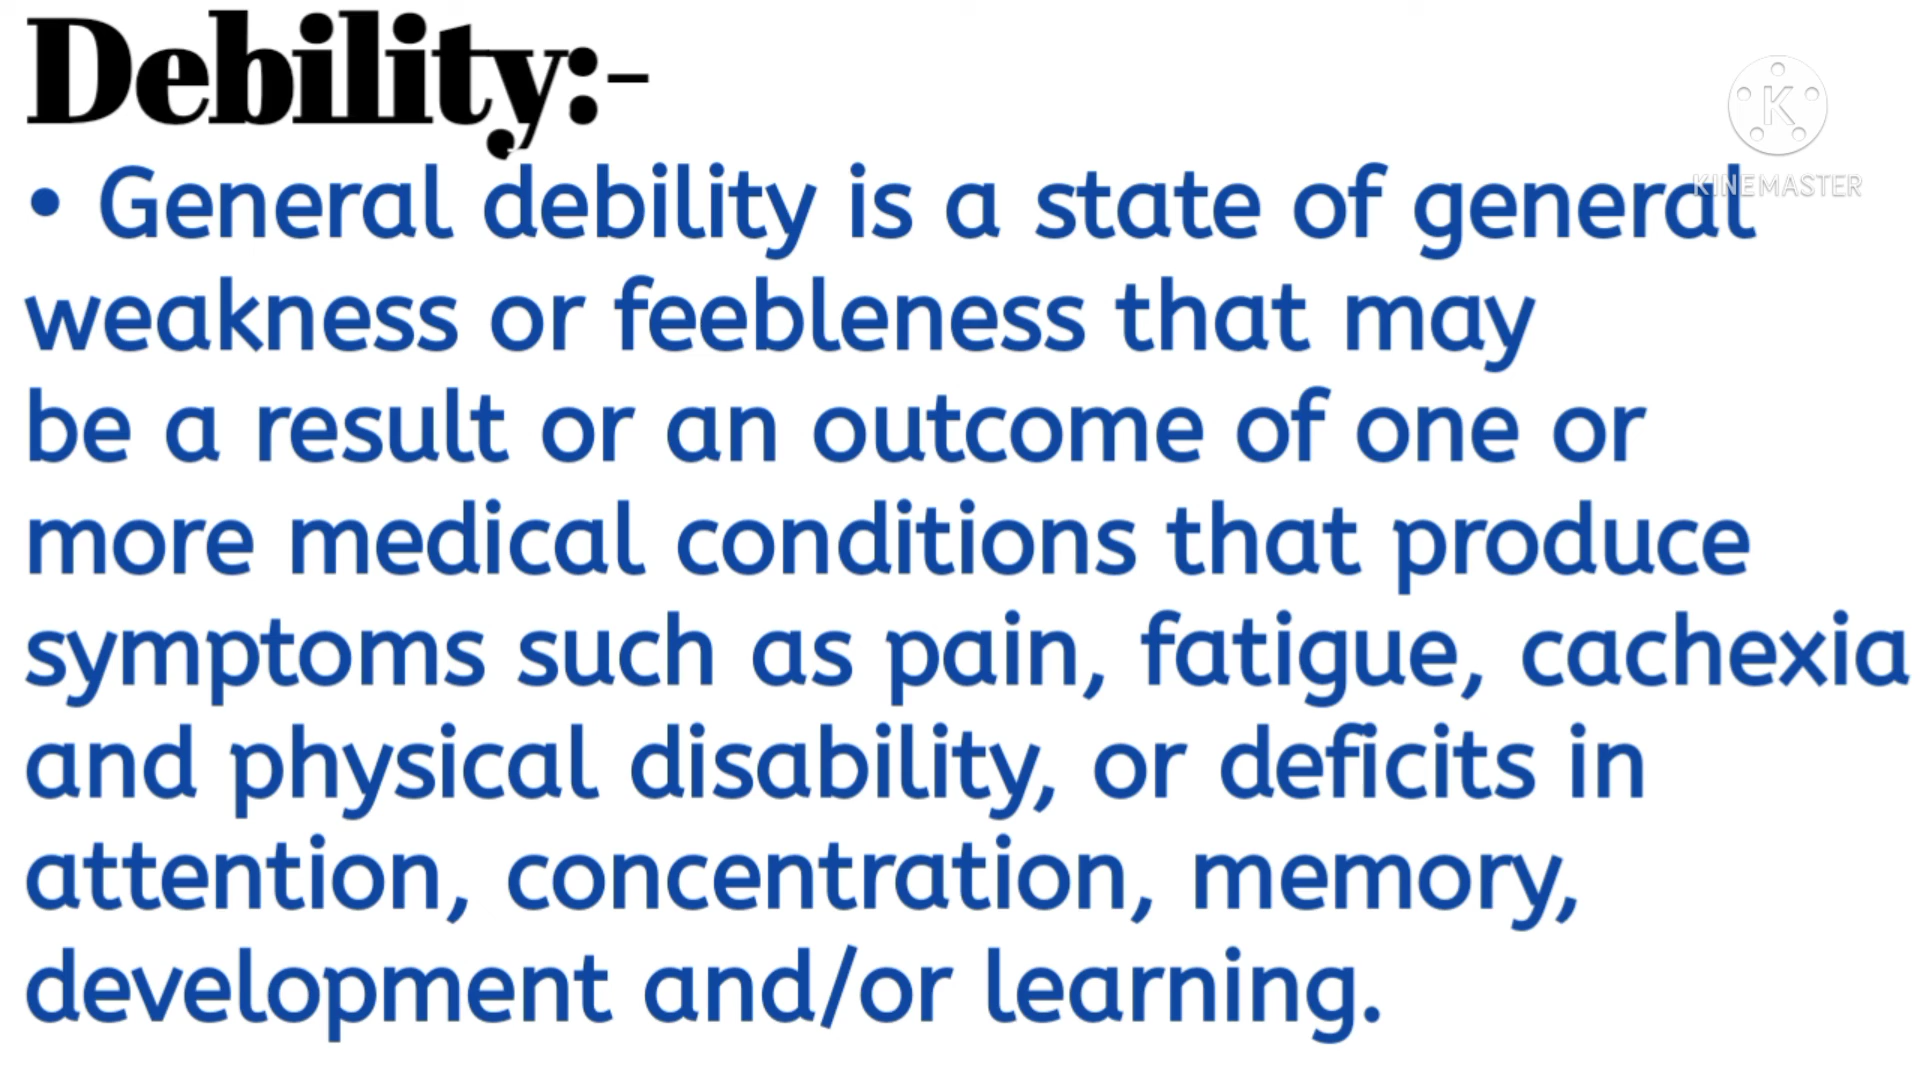 Debility:-
• General debility is a state of general
K
KINEMASTER
weakness or feebleness that may
be a result or an outcome of one or
more medical conditions that produce
symptoms such as pain, fatigue, cachexia
and physical disability, or deficits in
attention, concentration, memory,
development and/or learning.